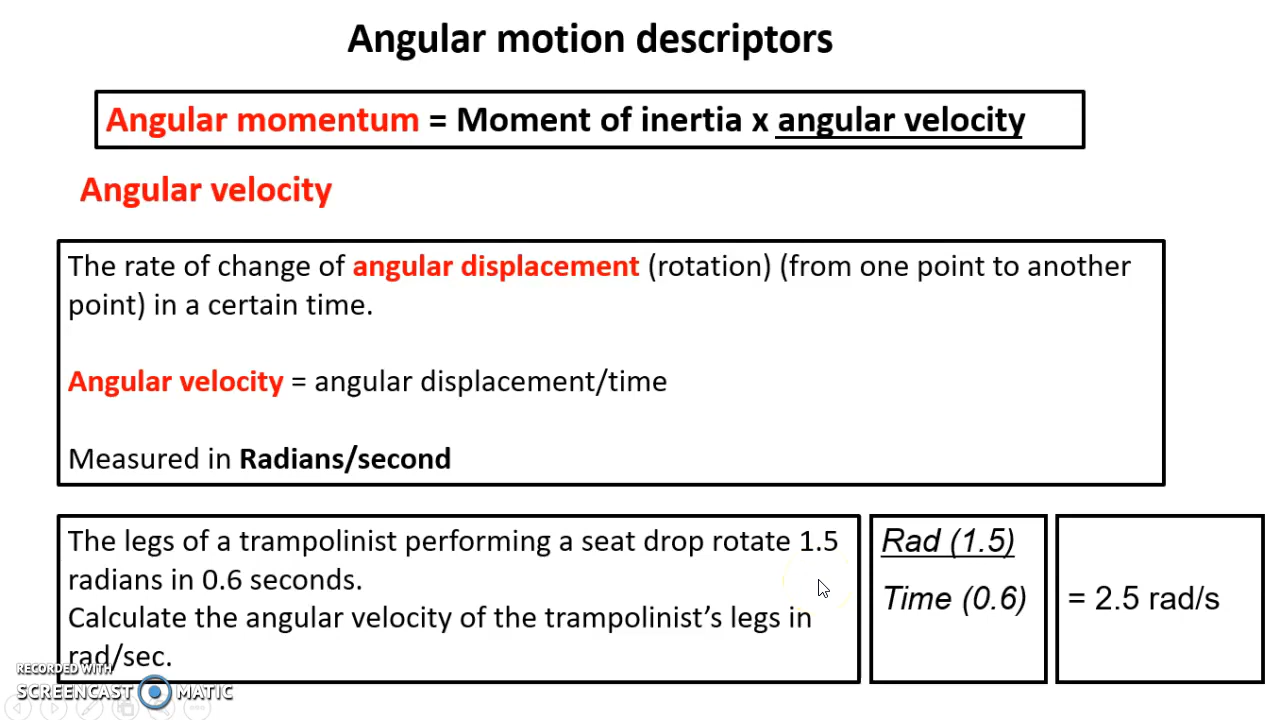 Angular motion descriptors
Angular momentum = Moment of inertia x angular velocity
Angular velocity
The rate of change of angular displacement (rotation) (from one point to another
point) in a certain time.
Angular velocity = angular displacement/time
Measured in Radians/second
The legs of a trampolinist performing a seat drop rotate 1.5
radians in 0.6 seconds.
Calculate the angular velocity of the trampolinist’s legs in
rad/sec.
Rad (1.5)
Time (0.6)
= 2.5 rad/s
RECORDED WITH
SCREENCAST MATIC